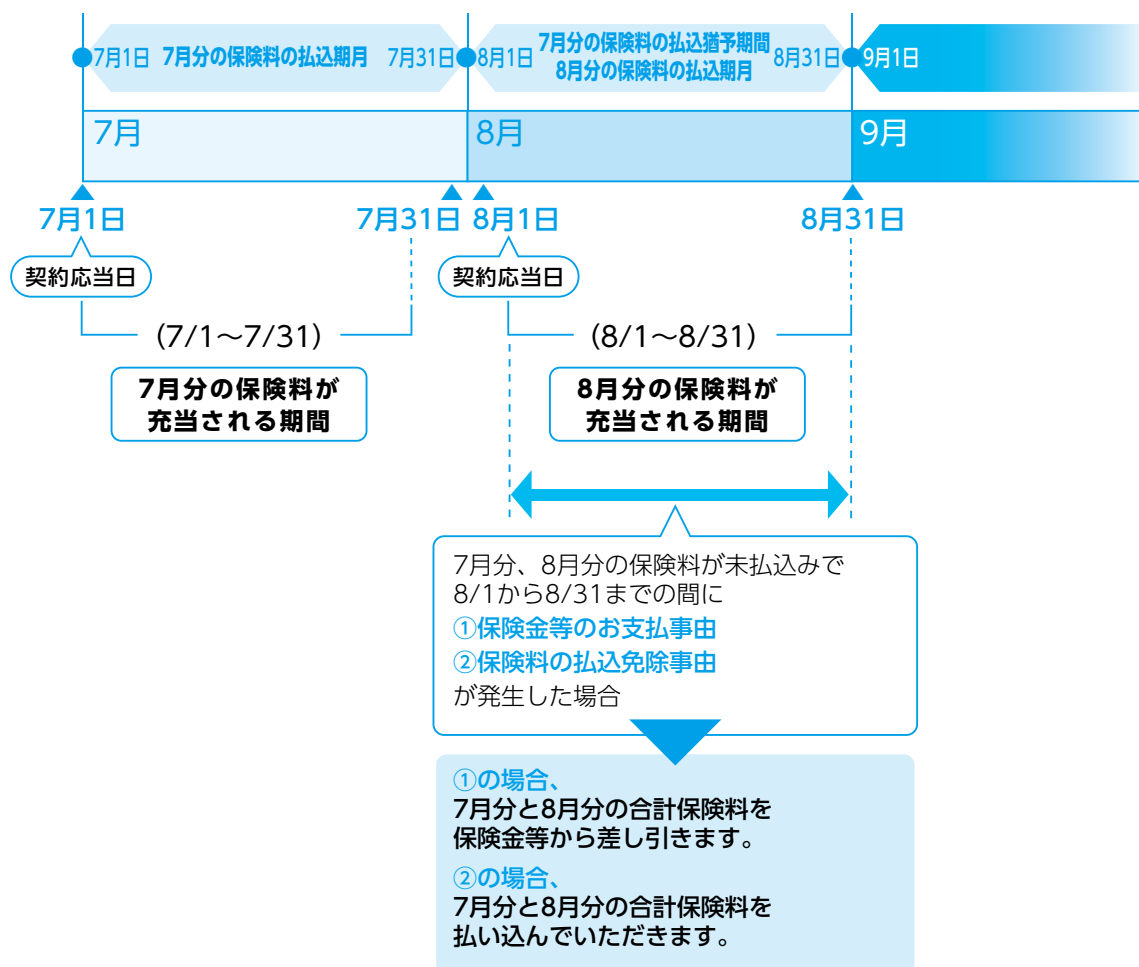 7月1日 7月分の保険料の払込期月 7月31日
8月1日 7月分の保険料の払込猶予期間 8月31日
8月分の保険料の払込期月
9月1日
7月
8月
9月
7月1日
7月31日
8月1日
8月31日
契約応当日
契約応当日
(7/1～7/31)
(8/1～8/31)
7月分の保険料が
充当される期間
8月分の保険料が
充当される期間
7月分、8月分の保険料が未払込みで
8/1から8/31までの間に
①保険金等のお支払事由
②保険料の払込免除事由
が発生した場合
①の場合、
7月分と8月分の合計保険料を
保険金等から差し引きます。
②の場合、
7月分と8月分の合計保険料を
払い込んでいただきます。